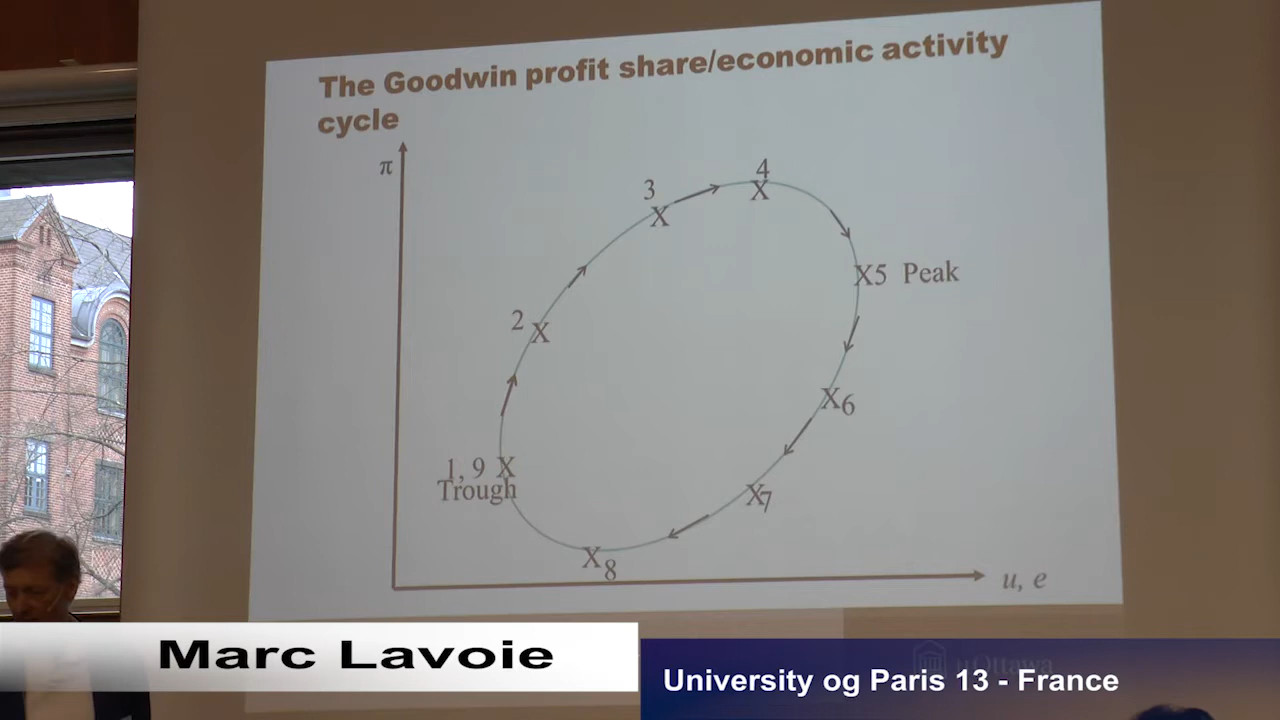 The Goodwin profit share/economic activity
cycle
π
4
X
3
X
X5 Peak
2 X
X6
1, 9 X
Trough
X7
X8
u, e
uOttawa
Marc Lavoie
University og Paris 13 - France